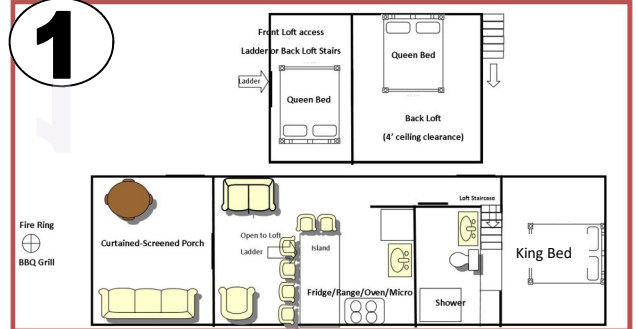 1
Front Loft access
Ladder or Back Loft Stairs
Ladder
Queen Bed
Queen Bed
Back Loft
(4' ceiling clearance)
Fire Ring
BBQ Grill
Curtained-Screened Porch
Open to Loft
Ladder
Island
Fridge/Range/Oven/Micro
Loft Staircase
Shower
King Bed